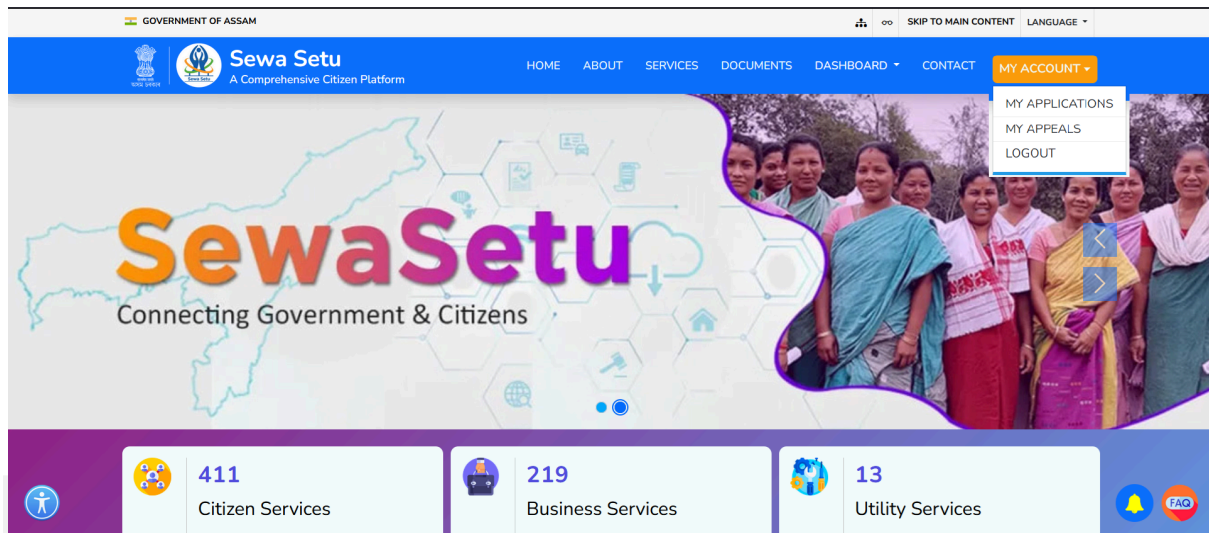 GOVERNMENT OF ASSAM
SKIP TO MAIN CONTENT
LANGUAGE
Sewa Setu
A Comprehensive Citizen Platform
HOME ABOUT SERVICES DOCUMENTS DASHBOARD CONTACT MY ACCOUNT
MY APPLICATIONS
MY APPEALS
LOGOUT
SewaSetu
Connecting Government & Citizens
411
Citizen Services
219
Business Services
13
Utility Services
FAQ